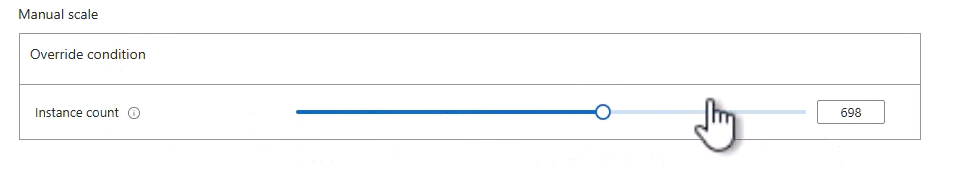 Manual scale
Override condition
Instance count
698